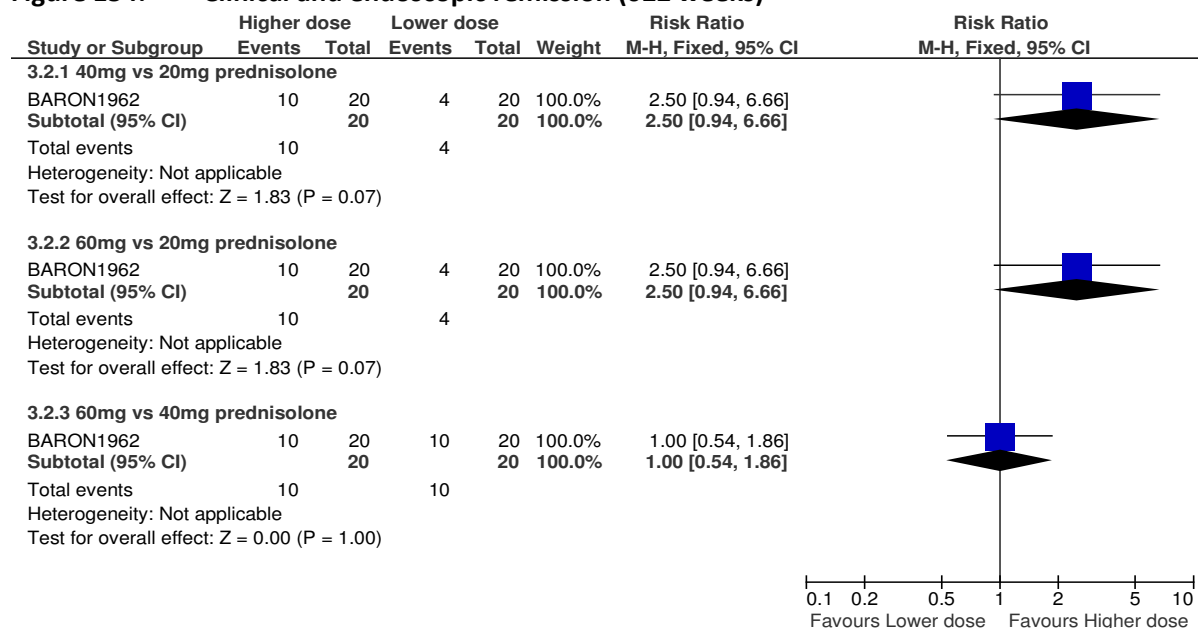 Higher dose Lower dose Risk Ratio Risk Ratio
Study or Subgroup Events Total Events Total Weight M-H, Fixed, 95% CI M-H, Fixed, 95% CI
3.2.1 40mg vs 20mg prednisolone
BARON1962 10 20 4 20 100.0% 2.50 [0.94, 6.66]
Subtotal (95% CI) 20 20 100.0% 2.50 [0.94, 6.66]
Total events 10 4
Heterogeneity: Not applicable
Test for overall effect: Z = 1.83 (P = 0.07)
3.2.2 60mg vs 20mg prednisolone
BARON1962 10 20 4 20 100.0% 2.50 [0.94, 6.66]
Subtotal (95% CI) 20 20 100.0% 2.50 [0.94, 6.66]
Total events 10 4
Heterogeneity: Not applicable
Test for overall effect: Z = 1.83 (P = 0.07)
3.2.3 60mg vs 40mg prednisolone
BARON1962 10 20 10 20 100.0% 1.00 [0.54, 1.86]
Subtotal (95% CI) 20 20 100.0% 1.00 [0.54, 1.86]
Total events 10 10
Heterogeneity: Not applicable
Test for overall effect: Z = 0.00 (P = 1.00)
0.1 0.2 0.5 1 2 5 10
Favours Lower dose Favours Higher dose